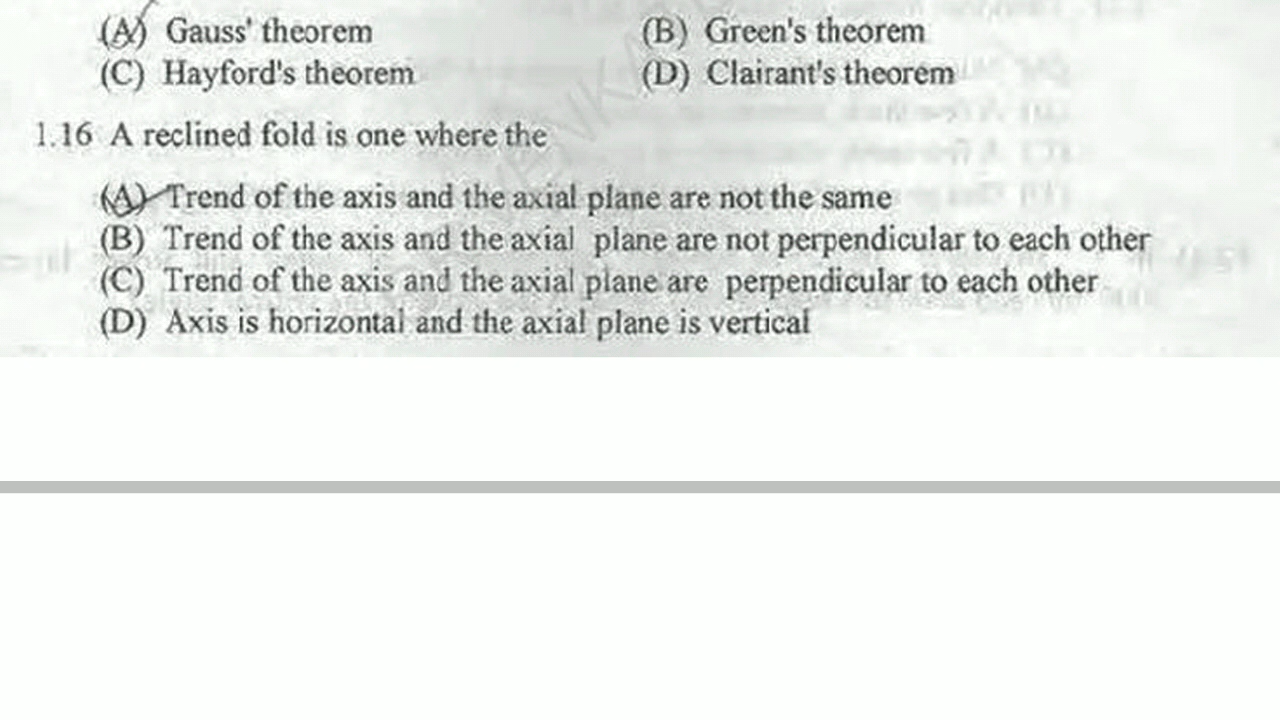 (A) Gauss' theorem (B) Green's theorem
(C) Hayford's theorem (D) Clairant's theorem
1.16 A reclined fold is one where the
(A) Trend of the axis and the axial plane are not the same
(B) Trend of the axis and the axial plane are not perpendicular to each other
(C) Trend of the axis and the axial plane are perpendicular to each other
(D) Axis is horizontal and the axial plane is vertical